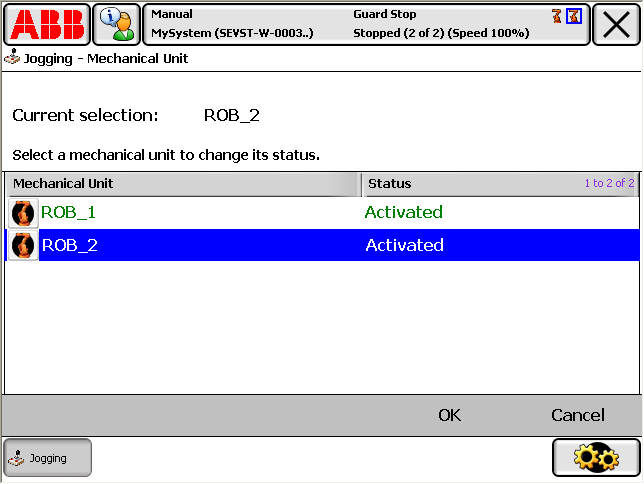 ABB
Manual Guard Stop
MySystem (SEVST-W-0003..) Stopped (2 of 2) (Speed 100%)
Jogging - Mechanical Unit
Current selection: ROB_2
Select a mechanical unit to change its status.
Mechanical Unit Status 1 to 2 of 2
ROB_1 Activated
ROB_2 Activated
OK Cancel
Jogging